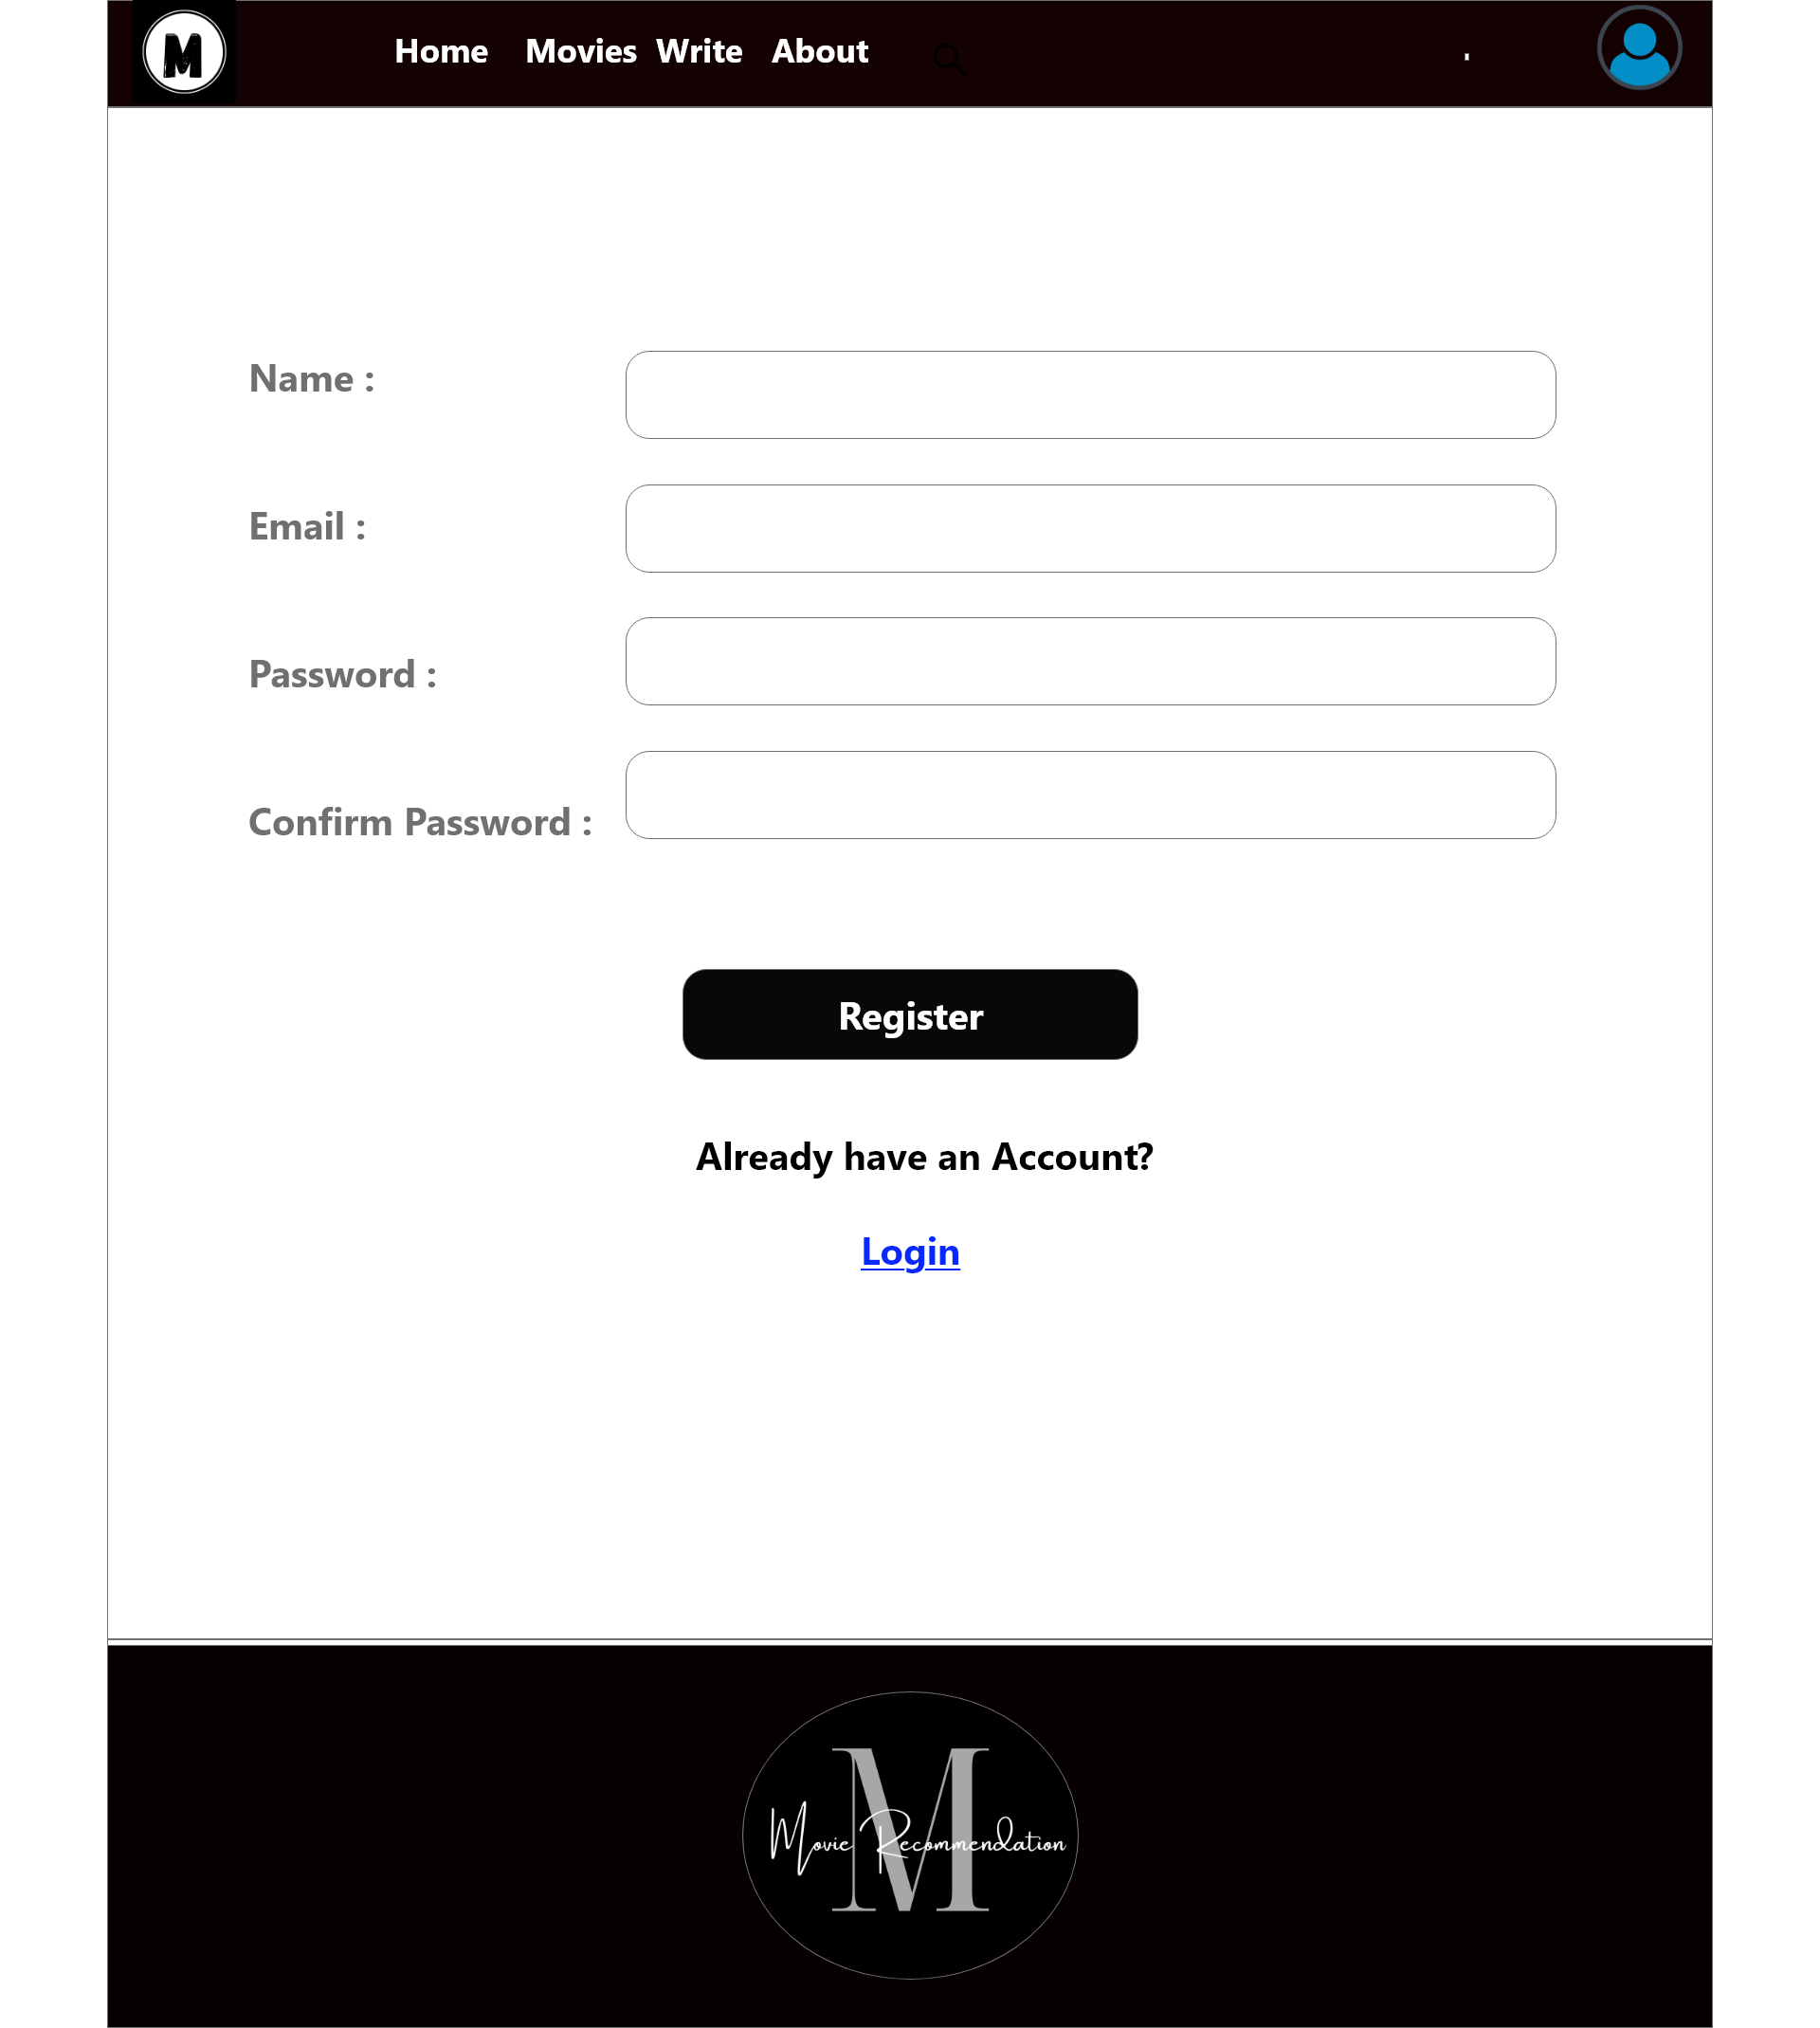 M
Home Movies Write About
Name :
Email :
Password :
Confirm Password :
Register
Already have an Account?
Login
M
Movie Recommendation